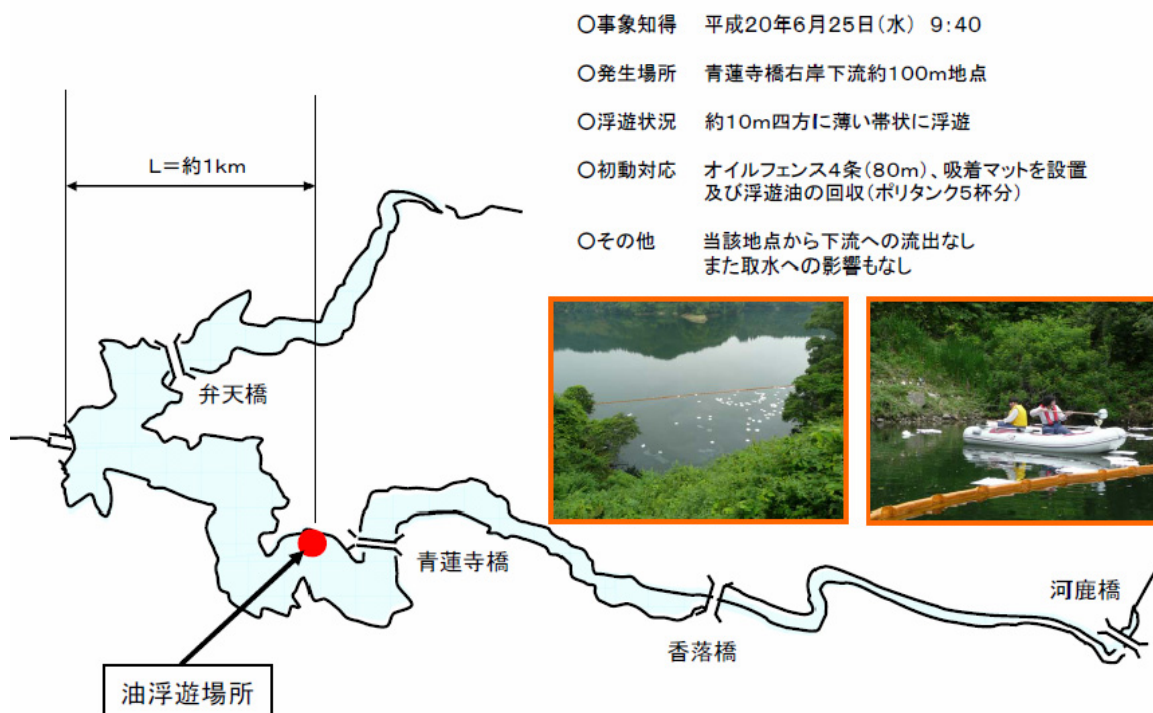 ○事象知得 平成20年6月25日(水) 9:40
○発生場所 青蓮寺橋右岸下流約100m地点
○浮遊状況 約10m四方に薄い帯状に浮遊
○初動対応 オイルフェンス4条(80m)、吸着マットを設置
及び浮遊油の回収(ポリタンク5杯分)
○その他 当該地点から下流への流出なし
また取水への影響もなし
L=約1km
弁天橋
青蓮寺橋
香落橋
河鹿橋
油浮遊場所